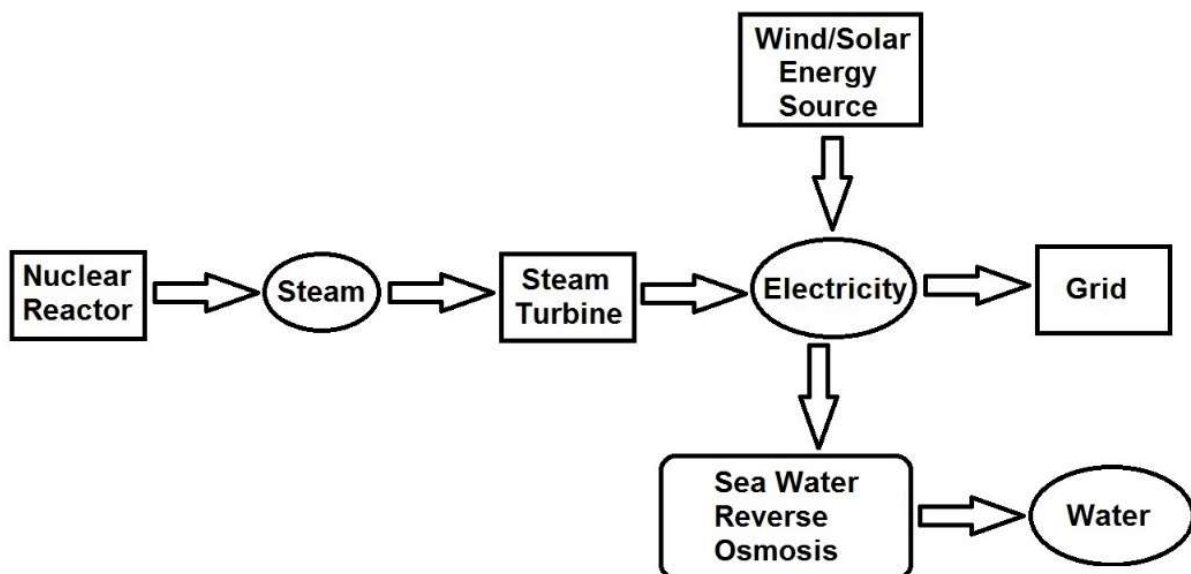 Wind/Solar
Energy
Source
Nuclear
Reactor
Steam
Steam
Turbine
Electricity
Grid
Sea Water
Reverse
Osmosis
Water